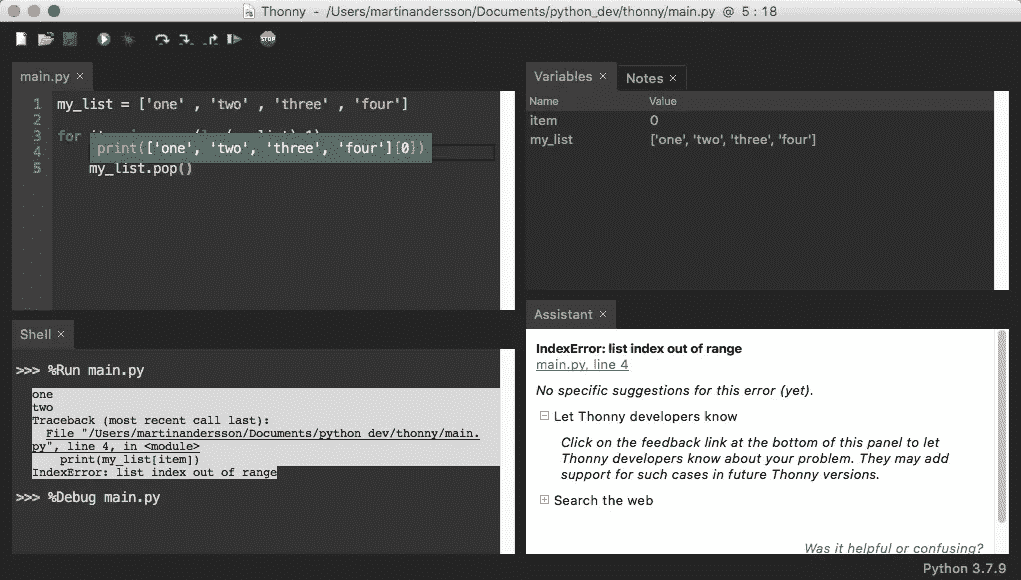 Thonny - /Users/martinandersson/Documents/python_dev/thonny/main.py @ 5 : 18
STOP
main.py ×
1 my_list = ['one' , 'two' , 'three' , 'four']
2
3 for
4 print(['one', 'two', 'three', 'four'][0])
5 my_list.pop()
Shell ×
>>> %Run main.py
one
two
Traceback (most recent call last):
File "/Users/martinandersson/Documents/python_dev/thonny/main.
py", line 4, in <module>
print(my_list[item])
IndexError: list index out of range
>>> %Debug main.py
Variables ×
Notes ×
Name Value
item 0
my_list ['one', 'two', 'three', 'four']
Assistant ×
IndexError: list index out of range
main.py, line 4
No specific suggestions for this error (yet).
Let Thonny developers know
Click on the feedback link at the bottom of this panel to let
Thonny developers know about your problem. They may add
support for such cases in future Thonny versions.
Search the web
Was it helpful or confusing?
Python 3.7.9